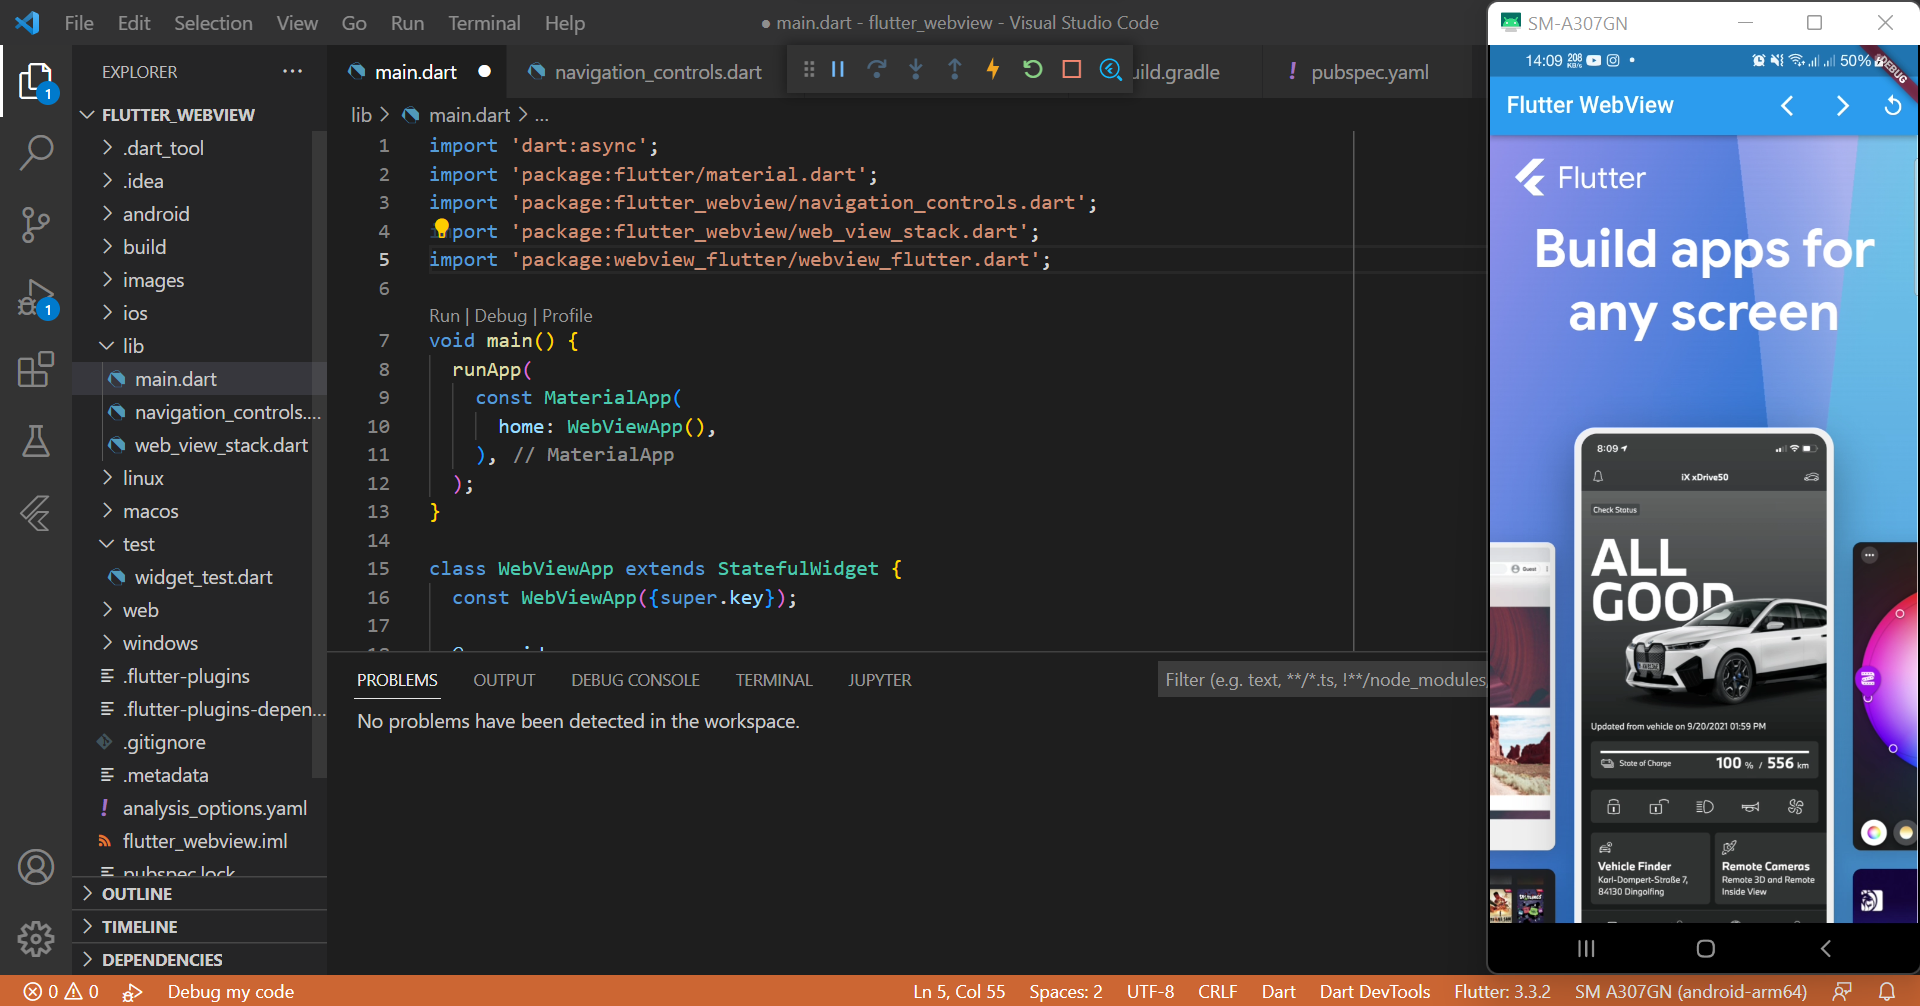 File Edit Selection View Go Run Terminal Help
● main.dart - flutter_webview - Visual Studio Code
EXPLORER
FLUTTER_WEBVIEW
.dart_tool
.idea
android
build
images
ios
lib
main.dart
navigation_controls....
web_view_stack.dart
linux
macos
test
widget_test.dart
web
windows
.flutter-plugins
.flutter-plugins-depen...
.gitignore
.metadata
analysis_options.yaml
flutter_webview.iml
pubspec.lock
OUTLINE
TIMELINE
DEPENDENCIES
1
1
main.dart
navigation_controls.dart
uild.gradle
! pubspec.yaml
lib > main.dart > ...
1 import 'dart:async';
2 import 'package:flutter/material.dart';
3 import 'package:flutter_webview/navigation_controls.dart';
4 import 'package:flutter_webview/web_view_stack.dart';
5 import 'package:webview_flutter/webview_flutter.dart';
6
Run | Debug | Profile
7 void main() {
8 runApp(
9 const MaterialApp(
10 home: WebViewApp(),
11 ), // MaterialApp
12 );
13 }
14
15 class WebViewApp extends StatefulWidget {
16 const WebViewApp({super.key});
17
PROBLEMS OUTPUT DEBUG CONSOLE TERMINAL JUPYTER
Filter (e.g. text, **/*.ts, !**/node_modules,
No problems have been detected in the workspace.
0 0 Debug my code
Ln 5, Col 55 Spaces: 2 UTF-8 CRLF Dart Dart DevTools Flutter: 3.3.2 SM A307GN (android-arm64)
SM-A307GN
14:09 208 KB/s 50%
DEBUG
Flutter WebView
Flutter
Build apps for
any screen
8:09
iX xDrive50
Check Status
ALL
GOOD
Updated from vehicle on 9/20/2021 01:59 PM
State of Charge 100 % / 556 km
Vehicle Finder
Karl-Dompert-Straße 7,
84130 Dingolfing
Remote Cameras
Remote 3D and Remote
Inside View
Guest